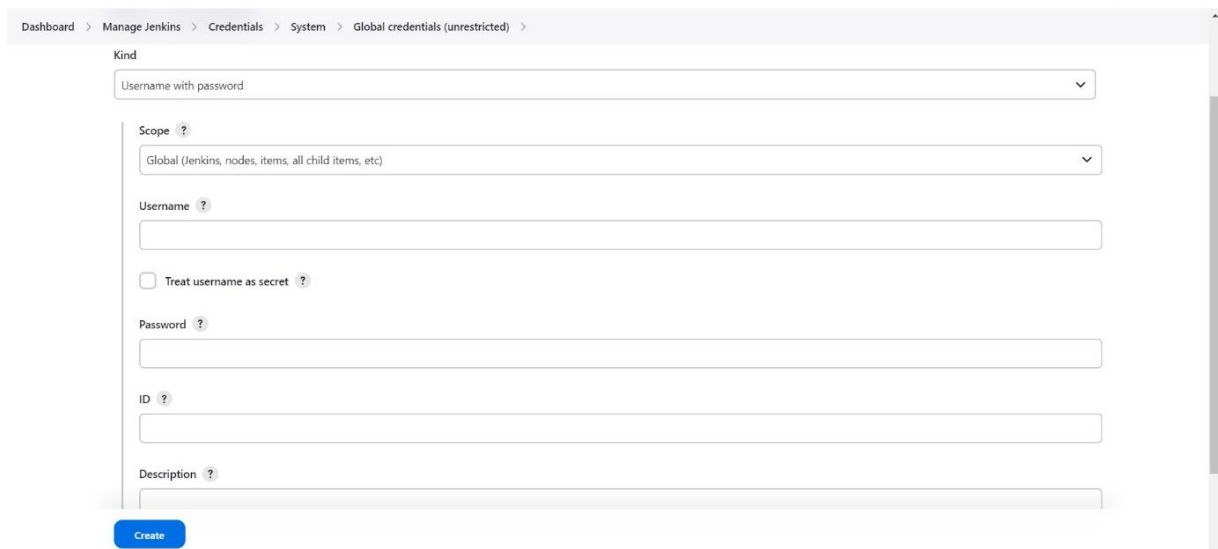 Dashboard > Manage Jenkins > Credentials > System > Global credentials (unrestricted) >
Kind
Username with password
Scope ?
Global (Jenkins, nodes, items, all child items, etc)
Username ?
Treat username as secret ?
Password ?
ID ?
Description ?
Create